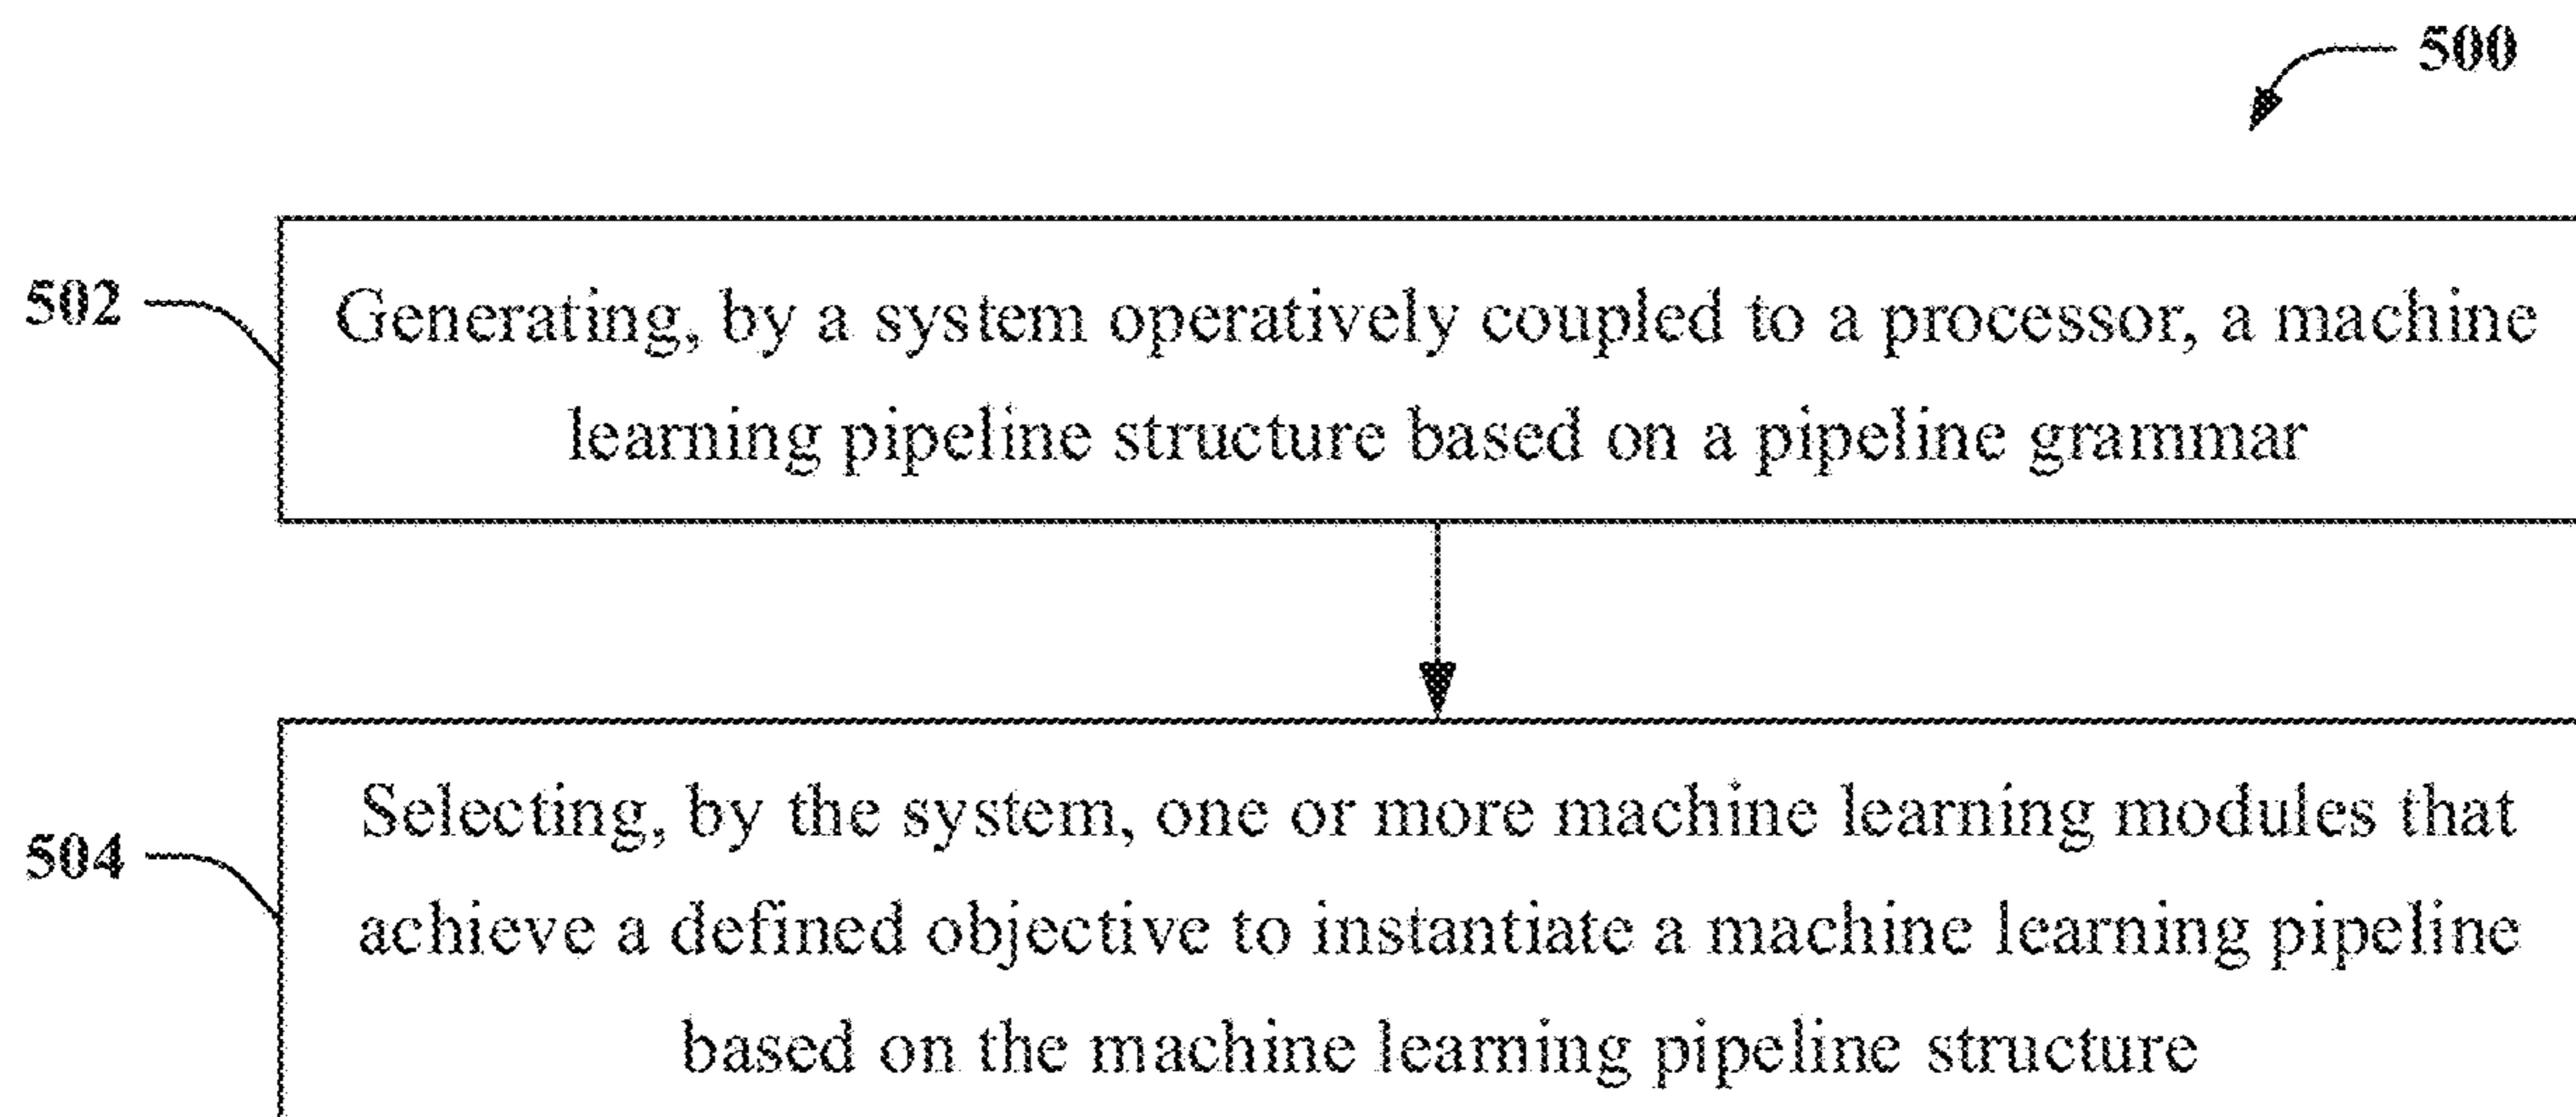 500
502
Generating, by a system operatively coupled to a processor, a machine
learning pipeline structure based on a pipeline grammar
504
Selecting, by the system, one or more machine learning modules that
achieve a defined objective to instantiate a machine learning pipeline
based on the machine learning pipeline structure